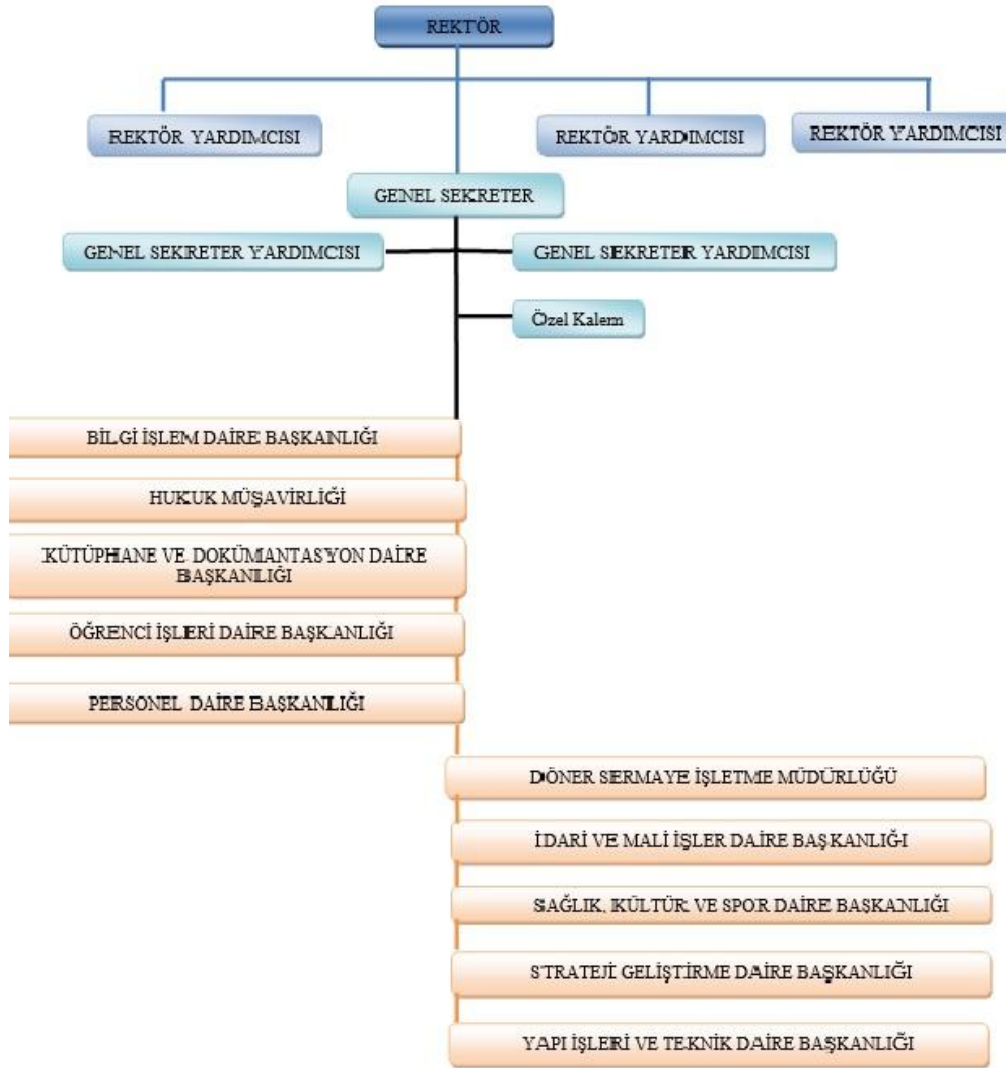 REKTÖR
REKTÖR YARDIMCISI
REKTÖR YARDIMCISI
REKTÖR YARDIMCISI
GENEL SEKRETER
GENEL SEKRETER YARDIMCISI
GENEL SEKRETER YARDIMCISI
Özel Kalem
BİLGİ İŞLEM DAİRE BAŞKANLIĞI
HUKUK MÜŞAVİRLİĞİ
KÜTÜPHANE VE DOKÜMANTASYON DAİRE
BAŞKANLIĞI
ÖĞRENCİ İŞLERİ DAİRE BAŞKANLIĞI
PERSONEL DAİRE BAŞKANLIĞI
DÖNER SERMAYE İŞLETME MÜDÜRLÜĞÜ
İDARİ VE MALİ İŞLER DAİRE BAŞKANLIĞI
SAĞLIK, KÜLTÜR VE SPOR DAİRE BAŞKANLIĞI
STRATEJİ GELİŞTİRME DAİRE BAŞKANLIĞI
YAPI İŞLERİ VE TEKNİK DAİRE BAŞKANLIĞI